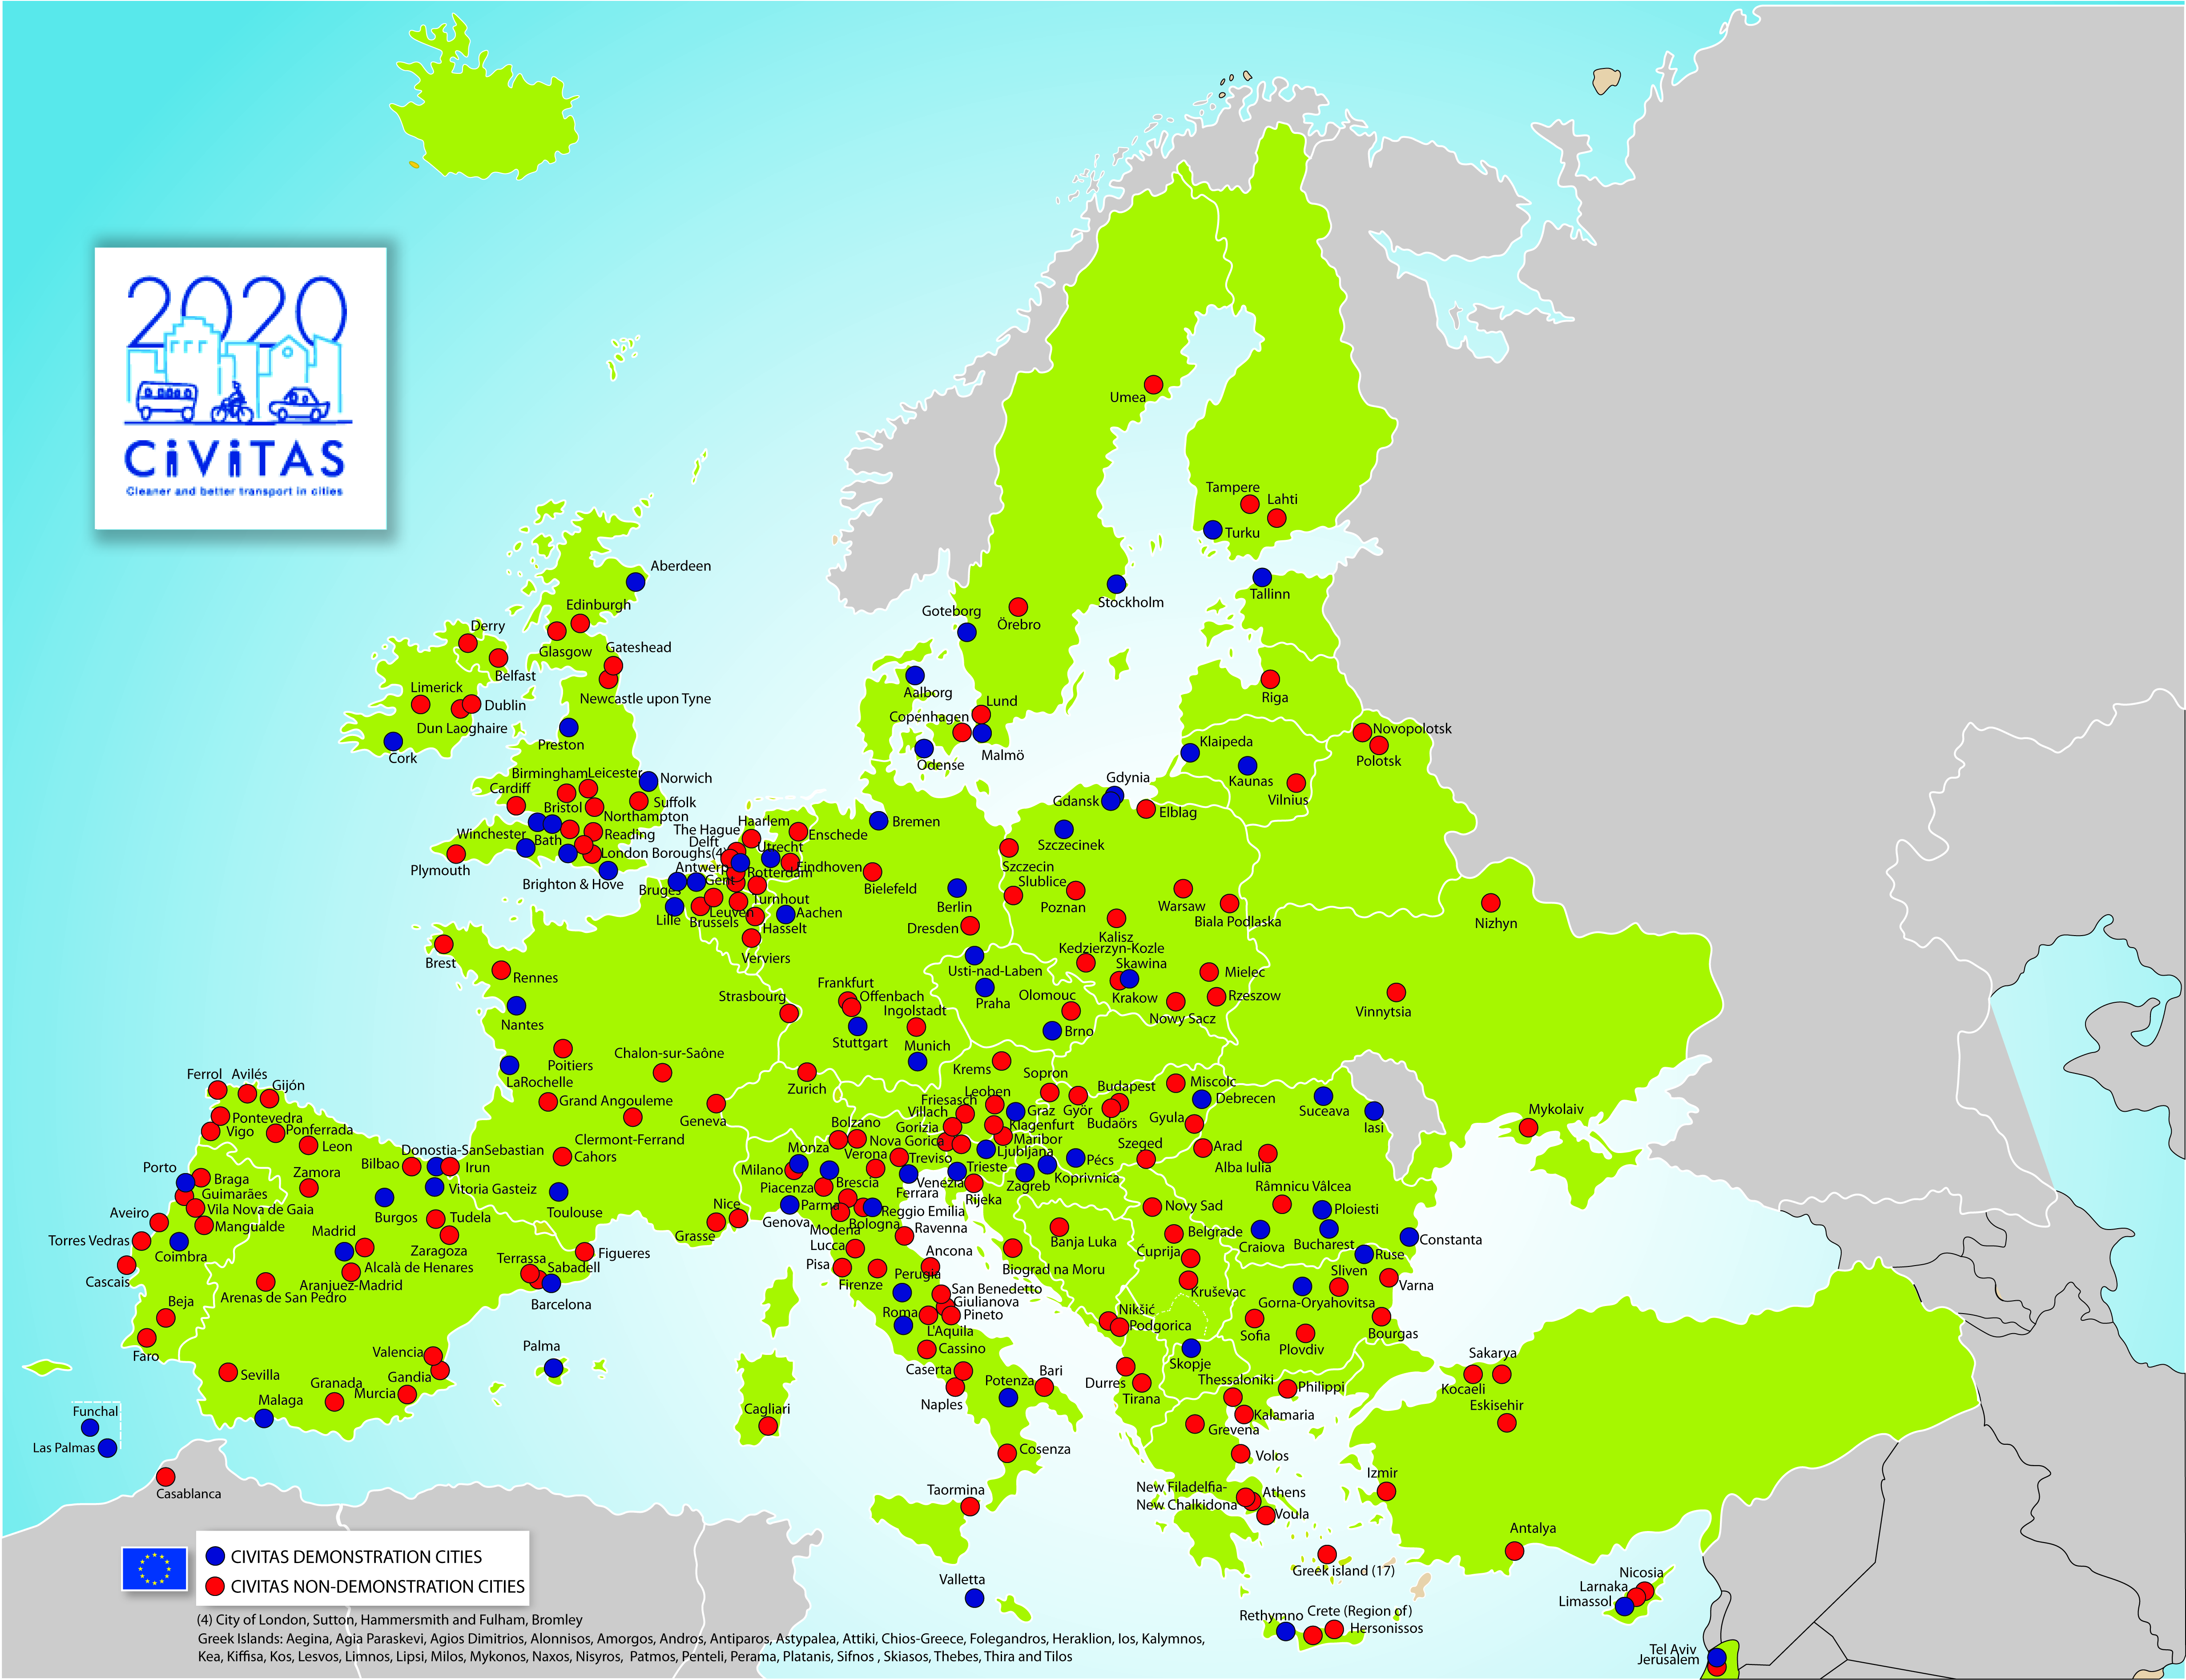 2020
CiViTAS
Cleaner and better transport in cities
Umea
Tampere
Lahti
Turku
Aberdeen
Tallinn
Stockholm
Edinburgh
Goteborg
Örebro
Derry
Glasgow
Gateshead
Belfast
Aalborg
Limerick
Newcastle upon Tyne
Riga
Lund
Dublin
Copenhagen
Dun Laoghaire
Novopolotsk
Preston
Klaipeda
Cork
Malmö
Polotsk
Odense
Birmingham
Leicester
Norwich
Gdynia
Kaunas
Cardiff
Gdansk
Vilnius
Bristol
Suffolk
Elblag
Northampton
Haarlem
Bremen
Winchester
Reading
The Hague
Enschede
Bath
Delft
Utrecht
Szczecinek
London Boroughs(4)
Plymouth
Antwerp
Eindhoven
Szczecin
Rotterdam
Brighton & Hove
Gent
Slublice
Bruges
Bielefeld
Turnhout
Berlin
Poznan
Warsaw
Leuven
Aachen
Lille
Brussels
Biala Podlaska
Nizhyn
Hasselt
Dresden
Kalisz
Kedzierzyn-Kozle
Brest
Verviers
Skawina
Rennes
Usti-nad-Laben
Mielec
Frankfurt
Strasbourg
Offenbach
Olomouc
Krakow
Rzeszow
Praha
Ingolstadt
Nowy Sacz
Vinnytsia
Nantes
Brno
Stuttgart
Munich
Chalon-sur-Saône
Poitiers
Krems
Sopron
Ferrol
Avilés
Gijón
LaRochelle
Zurich
Leoben
Budapest
Miscolc
Grand Angouleme
Friesasch
Debrecen
Villach
Graz
Györ
Suceava
Mykolaiv
Pontevedra
Geneva
Bolzano
Gorizia
Klagenfurt
Budaörs
Gyula
Iasi
Vigo
Ponferrada
Clermont-Ferrand
Monza
Nova Gorica
Maribor
Szeged
Leon
Donostia-SanSebastian
Cahors
Verona
Treviso
Ljubljana
Arad
Porto
Bilbao
Irun
Milano
Trieste
Pécs
Alba Iulia
Zamora
Braga
Brescia
Venezia
Zagreb
Koprivnica
Guimarães
Vitoria Gasteiz
Piacenza
Ferrara
Rijeka
Râmnicu Vâlcea
Vila Nova de Gaia
Nice
Parma
Reggio Emilia
Novy Sad
Ploiesti
Aveiro
Burgos
Tudela
Toulouse
Genova
Bologna
Mangualde
Madrid
Modena
Ravenna
Belgrade
Torres Vedras
Grasse
Banja Luka
Craiova
Bucharest
Constanta
Coimbra
Zaragoza
Lucca
Ćuprija
Alcalà de Henares
Terrassa
Figueres
Ancona
Ruse
Cascais
Sabadell
Pisa
Biograd na Moru
Sliven
Aranjuez-Madrid
Firenze
Perugia
Varna
Arenas de San Pedro
San Benedetto
Kruševac
Beja
Barcelona
Giulianova
Gorna-Oryahovitsa
Roma
Pineto
Nikšić
L'Aquila
Podgorica
Sofia
Bourgas
Faro
Palma
Cassino
Plovdiv
Valencia
Skopje
Sakarya
Sevilla
Gandia
Caserta
Bari
Durres
Thessaloniki
Philippi
Kocaeli
Granada
Murcia
Potenza
Malaga
Naples
Tirana
Eskisehir
Funchal
Cagliari
Kalamaria
Grevena
Las Palmas
Cosenza
Volos
Izmir
Casablanca
Taormina
New Filadelfia-
New Chalkidona
Athens
Voula
Antalya
Greek island (17)
Valletta
Nicosia
Larnaka
Limassol
Rethymno
Crete (Region of)
Hersonissos
Tel Aviv
Jerusalem
CIVITAS DEMONSTRATION CITIES
CIVITAS NON-DEMONSTRATION CITIES
(4) City of London, Sutton, Hammersmith and Fulham, Bromley
Greek Islands: Aegina, Agia Paraskevi, Agios Dimitrios, Alonnisos, Amorgos, Andros, Antiparos, Astypalea, Attiki, Chios-Greece, Folegandros, Heraklion, Ios, Kalymnos,
Kea, Kiffisa, Kos, Lesvos, Limnos, Lipsi, Milos, Mykonos, Naxos, Nisyros, Patmos, Penteli, Perama, Platanis, Sifnos , Skiasos, Thebes, Thira and Tilos